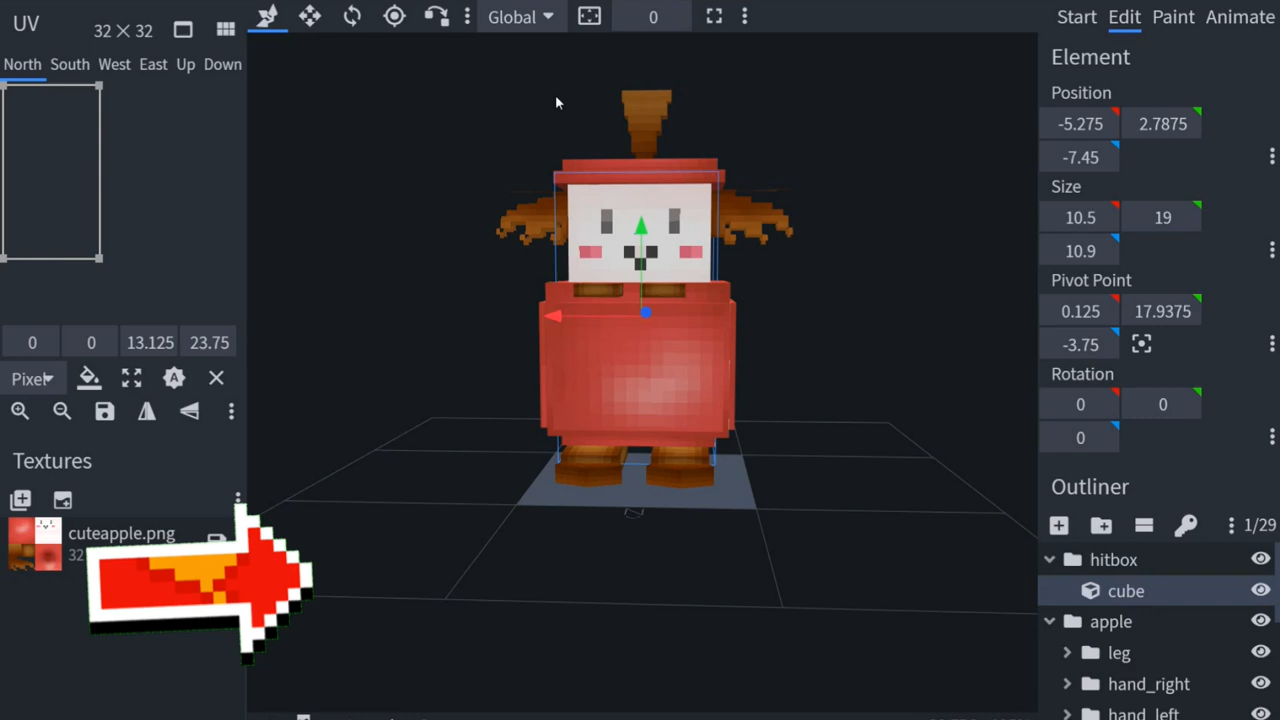 UV
32×32
Global
0
Start Edit Paint Animate
North South West East Up Down
Element
Position
-5.275 2.7875
-7.45
Size
10.5 19
10.9
Pivot Point
0.125 17.9375
-3.75
Rotation
0 0
0
0 0 13.125 23.75
Pixel
Textures
cuteapple.png
32
Outliner
1/29
hitbox
cube
apple
leg
hand_right
hand_left